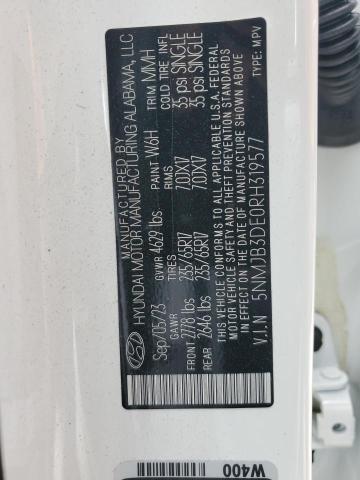 MANUFACTURED BY
HYUNDAI MOTOR MANUFACTURING ALABAMA, LLC
Sep/05/23 GVWR 4629 lbs PAINT W6H TRIM MMH
GAWR TIRES RIMS COLD TIRE INFL
FRONT 2778 lbs 235/65R17 7.0JX17 35 psi SINGLE
REAR 2646 lbs 235/65R17 7.0JX17 35 psi SINGLE
THIS VEHICLE CONFORMS TO ALL APPLICABLE U.S.A. FEDERAL
MOTOR VEHICLE SAFETY, BUMPER, AND THEFT PREVENTION
STANDARDS IN EFFECT ON THE DATE OF MANUFACTURE SHOWN ABOVE.
V.I.N 5NMJB3DE0RH319577 TYPE: MPV
W400